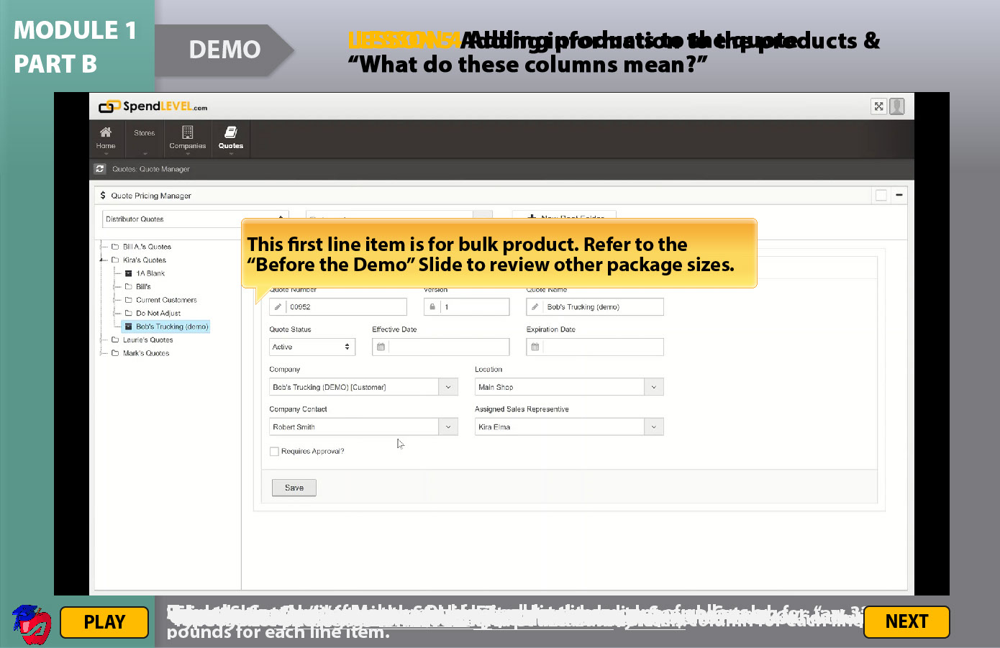 MODULE 1
PART B
DEMO
“What do these columns mean?”
SpendLEVEL.com
Home
Stores
Companies
Quotes
Quotes: Quote Manager
$ Quote Pricing Manager
Distributor Quotes
New Root Folder
This first line item is for bulk product. Refer to the
“Before the Demo” Slide to review other package sizes.
Bill A.'s Quotes
Kira's Quotes
1A Blank
Bill's
Current Customers
Do Not Adjust
Bob's Trucking (demo)
Laurie's Quotes
Mark's Quotes
Quote Number
Version
Quote Name
00952
1
Bob's Trucking (demo)
Quote Status
Effective Date
Expiration Date
Active
Company
Location
Bob's Trucking (DEMO) [Customer]
Main Shop
Company Contact
Assigned Sales Representive
Robert Smith
Kira Elma
Requires Approval?
Save
PLAY
pounds for each line item.
NEXT